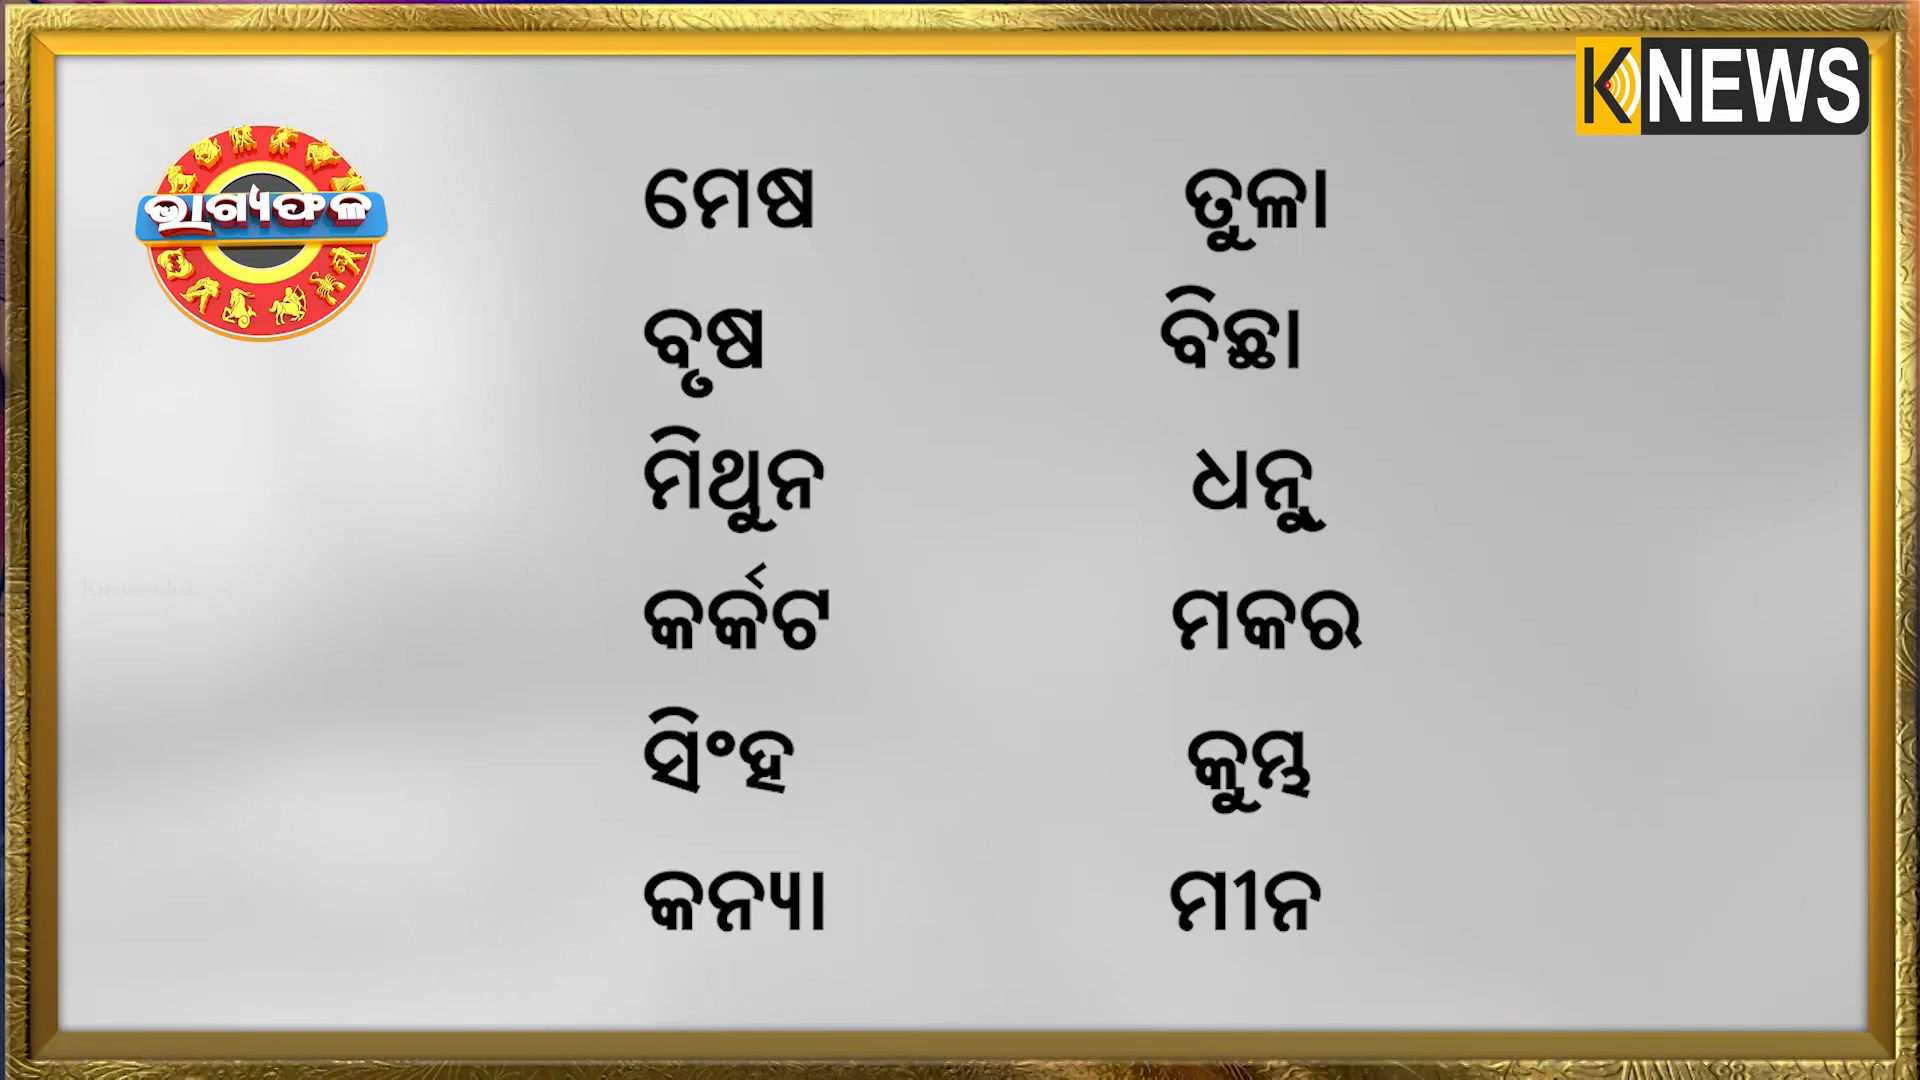 KNEWS
ଭାଗ୍ୟଫଳ
ମେଷ ତୁଳା
ବୃଷ ବିଛା
ମିଥୁନ ଧନୁ
କର୍କଟ ମକର
ସିଂହ କୁମ୍ଭ
କନ୍ୟା ମୀନ